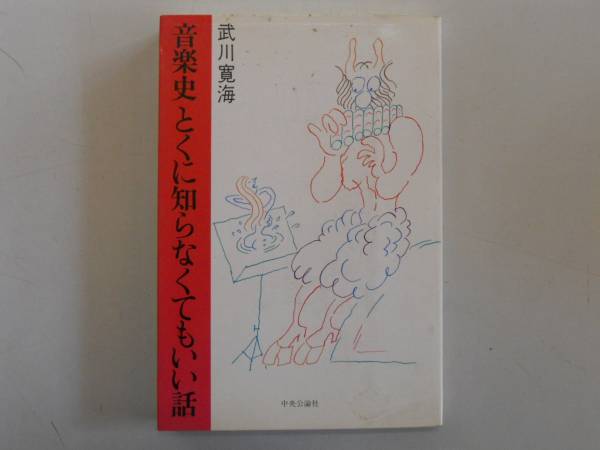 音楽史とくに知らなくてもいい話
武川寛海
中央公論社